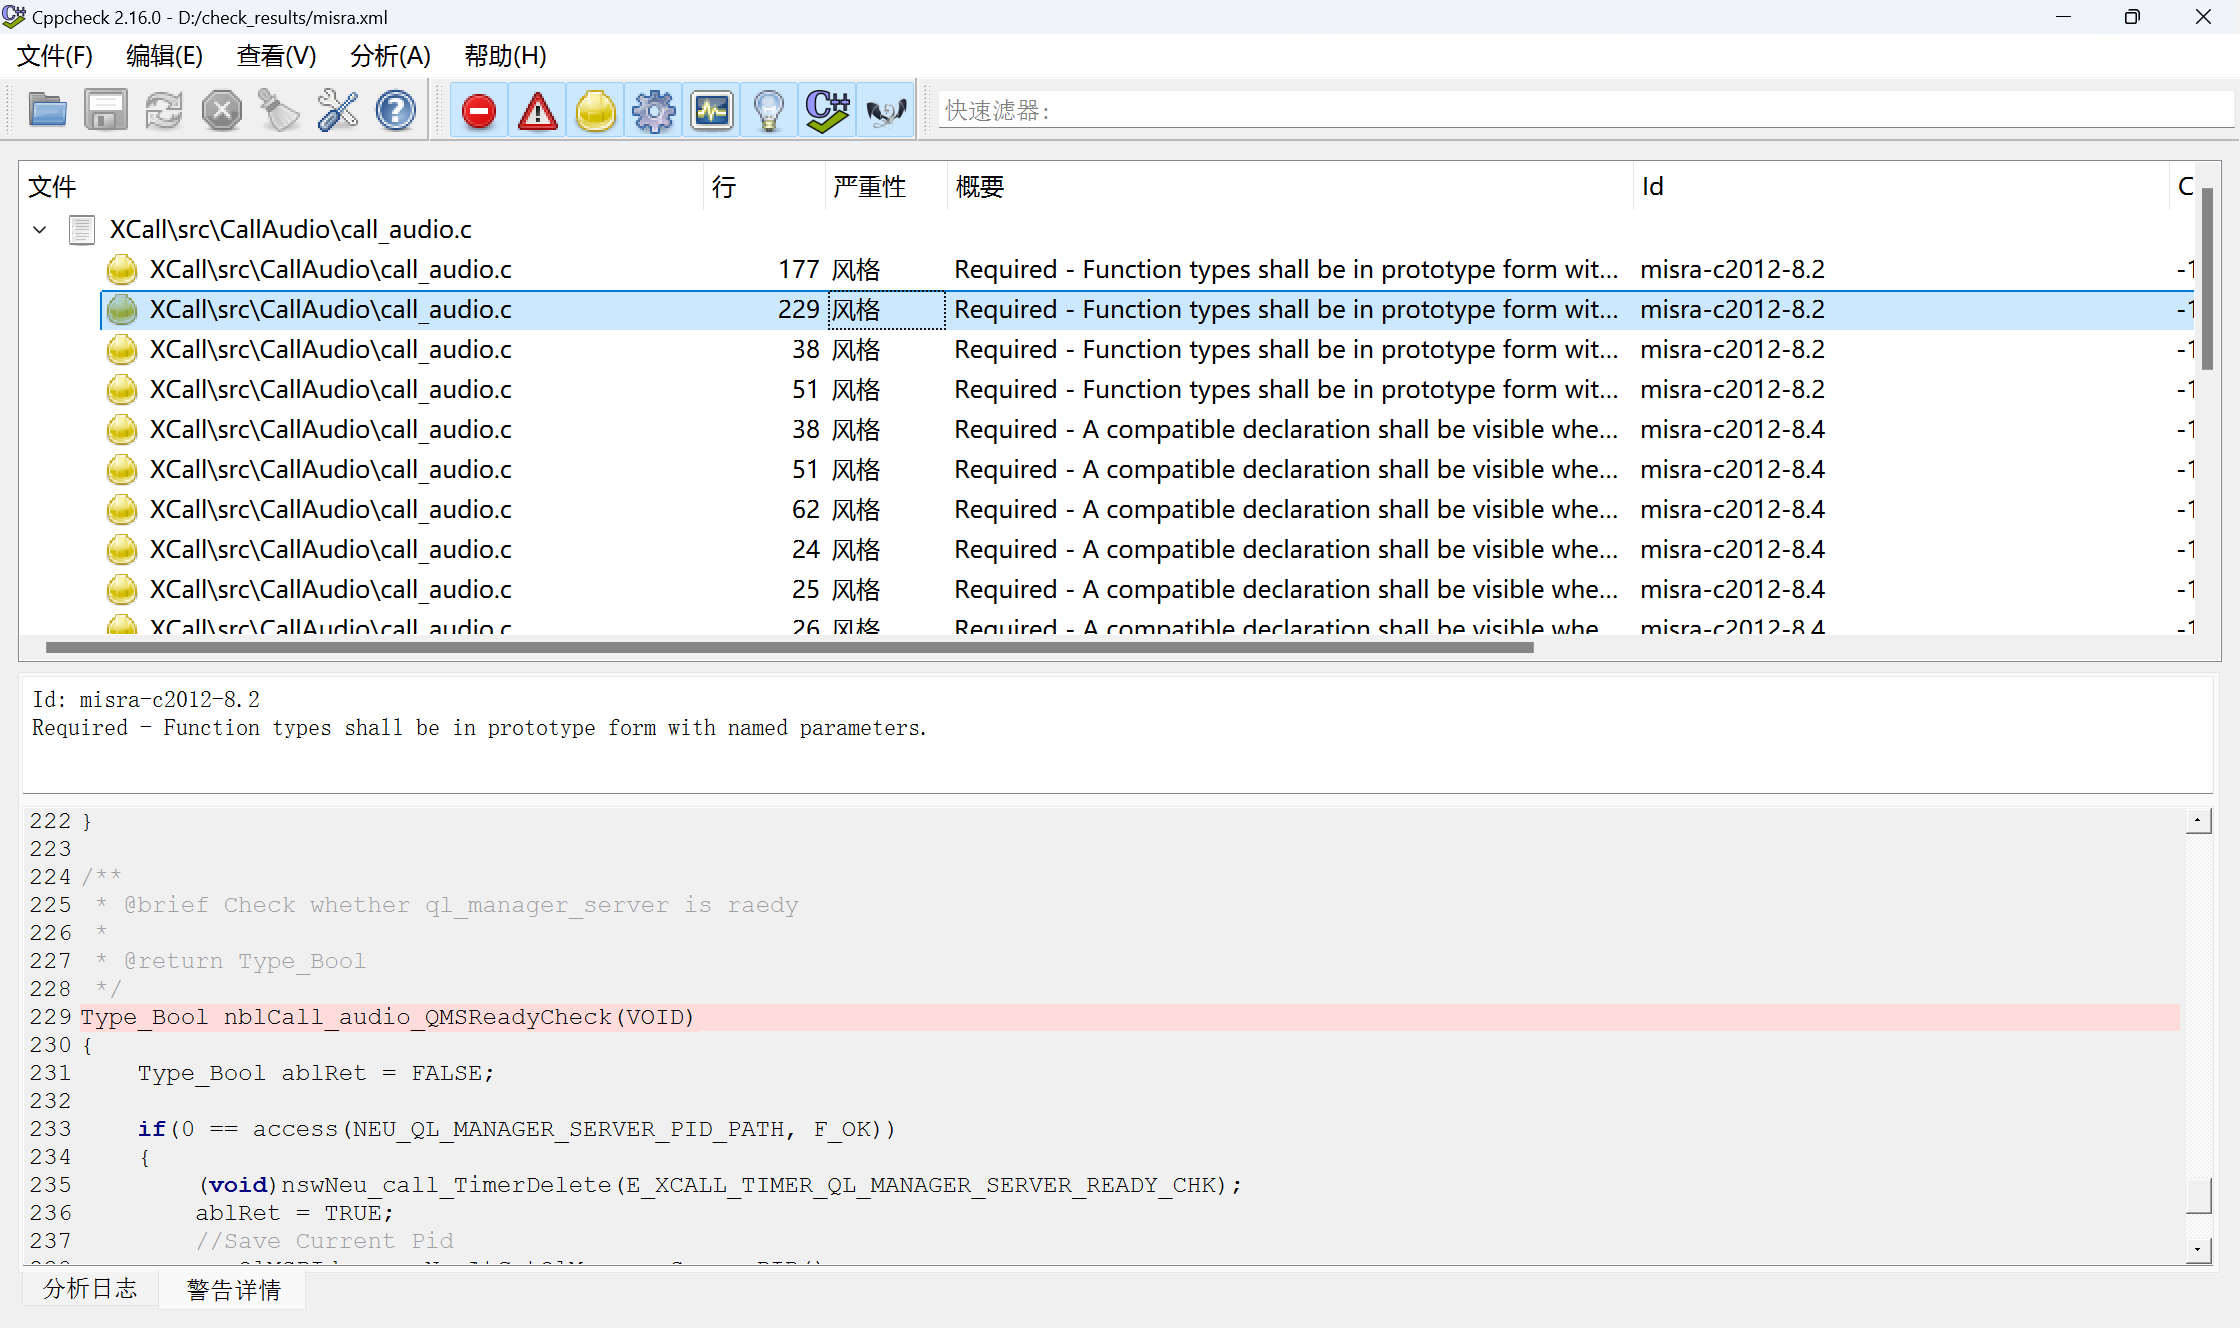 Cppcheck 2.16.0 - D:/check_results/misra.xml
文件(F) 编辑(E) 查看(V) 分析(A) 帮助(H)
快速滤器:
文件 行 严重性 概要 Id C
XCall\src\CallAudio\call_audio.c
XCall\src\CallAudio\call_audio.c 177 风格 Required - Function types shall be in prototype form wit... misra-c2012-8.2 -1
XCall\src\CallAudio\call_audio.c 229 风格 Required - Function types shall be in prototype form wit... misra-c2012-8.2 -1
XCall\src\CallAudio\call_audio.c 38 风格 Required - Function types shall be in prototype form wit... misra-c2012-8.2 -1
XCall\src\CallAudio\call_audio.c 51 风格 Required - Function types shall be in prototype form wit... misra-c2012-8.2 -1
XCall\src\CallAudio\call_audio.c 38 风格 Required - A compatible declaration shall be visible whe... misra-c2012-8.4 -1
XCall\src\CallAudio\call_audio.c 51 风格 Required - A compatible declaration shall be visible whe... misra-c2012-8.4 -1
XCall\src\CallAudio\call_audio.c 62 风格 Required - A compatible declaration shall be visible whe... misra-c2012-8.4 -1
XCall\src\CallAudio\call_audio.c 24 风格 Required - A compatible declaration shall be visible whe... misra-c2012-8.4 -1
XCall\src\CallAudio\call_audio.c 25 风格 Required - A compatible declaration shall be visible whe... misra-c2012-8.4 -1
XCall\src\CallAudio\call_audio.c 26 风格 Required - A compatible declaration shall be visible whe... misra-c2012-8.4 -1
Id: misra-c2012-8.2
Required - Function types shall be in prototype form with named parameters.
222 }
223
224 /**
225 * @brief Check whether ql_manager_server is raedy
226 *
227 * @return Type_Bool
228 */
229 Type_Bool nblCall_audio_QMSReadyCheck(VOID)
230 {
231 Type_Bool ablRet = FALSE;
232
233 if(0 == access(NEU_QL_MANAGER_SERVER_PID_PATH, F_OK))
234 {
235 (void)nswNeu_call_TimerDelete(E_XCALL_TIMER_QL_MANAGER_SERVER_READY_CHK);
236 ablRet = TRUE;
237 //Save Current Pid
分析日志 警告详情